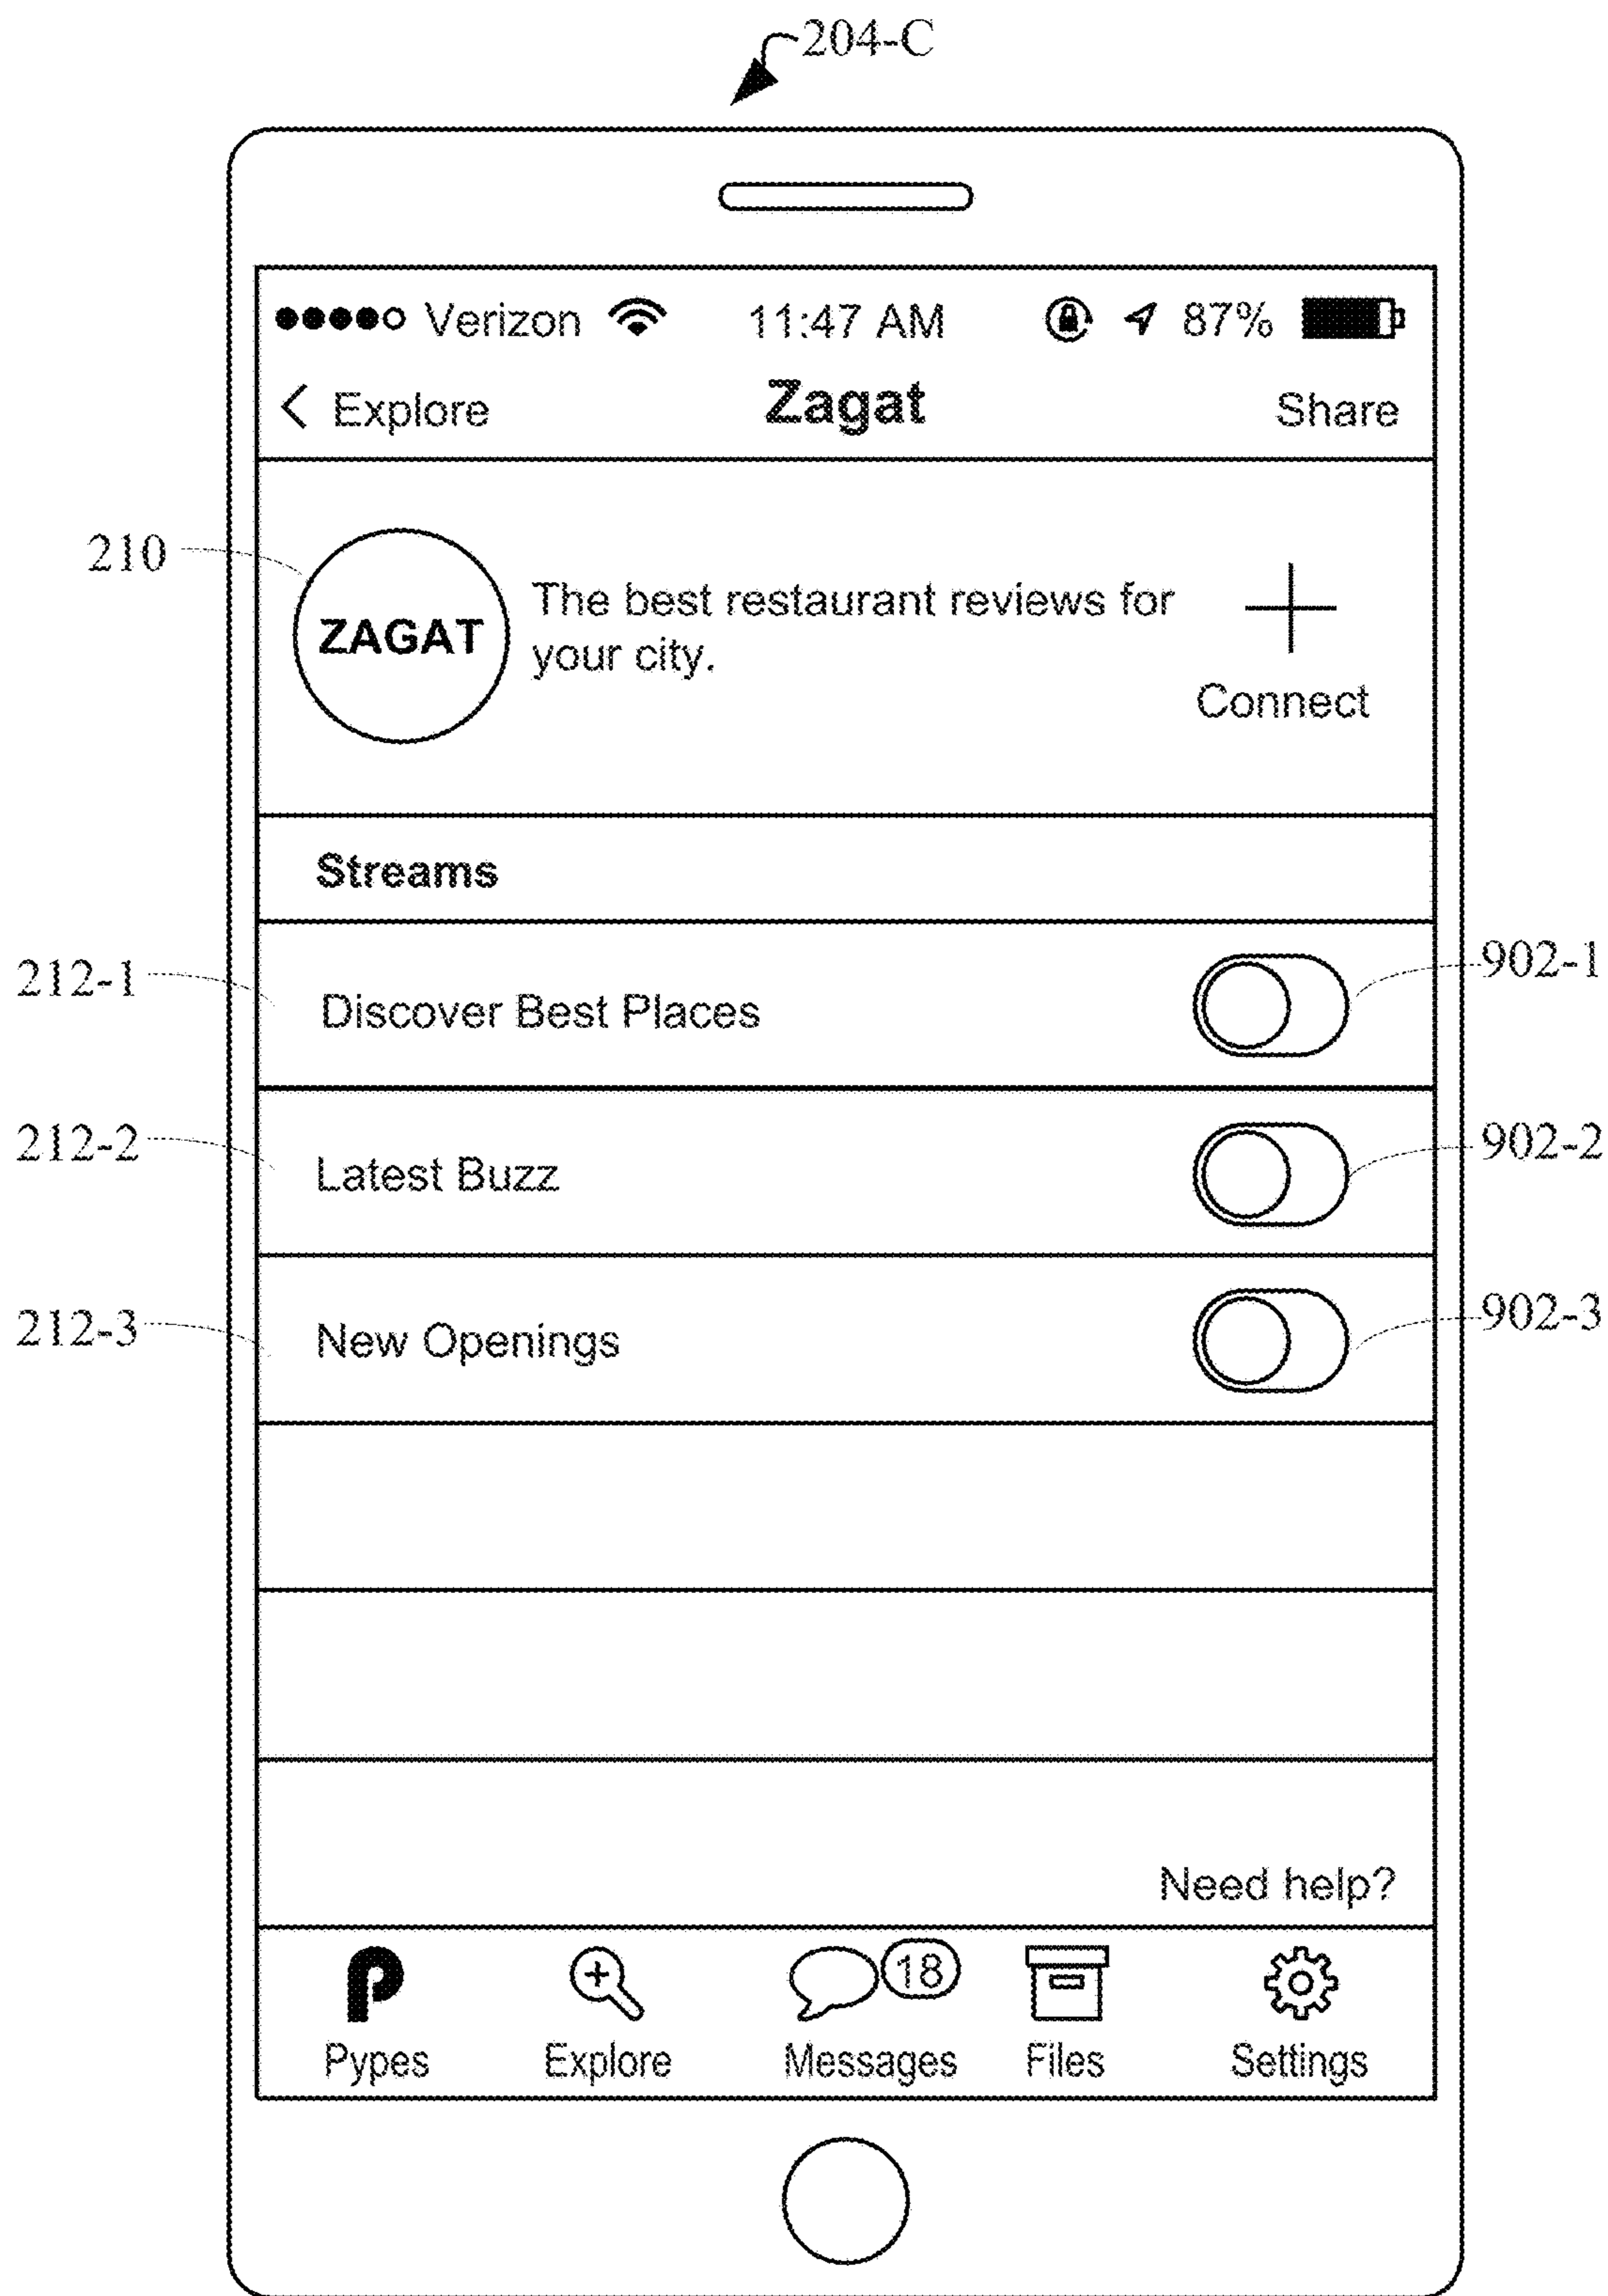 204-C
Verizon 11:47 AM 87%
< Explore Zagat Share
210
ZAGAT
The best restaurant reviews for
your city.
Connect
Streams
212-1 Discover Best Places 902-1
212-2 Latest Buzz 902-2
212-3 New Openings 902-3
Need help?
18
Pypes Explore Messages Files Settings